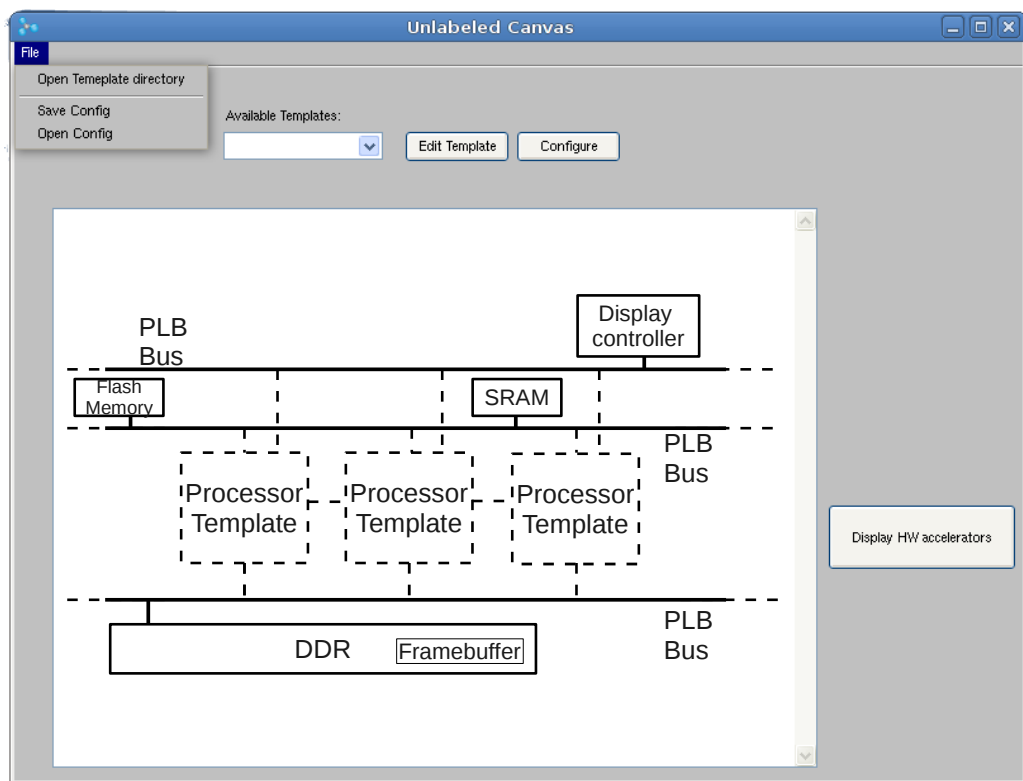 Unlabeled Canvas
File
Open Temeplate directory
Save Config
Open Config
Available Templates:
Edit Template
Configure
Display
controller
PLB
Bus
Flash
Memory
SRAM
PLB
Bus
Processor
Template
Processor
Template
Processor
Template
Display HW accelerators
PLB
Bus
DDR
Framebuffer